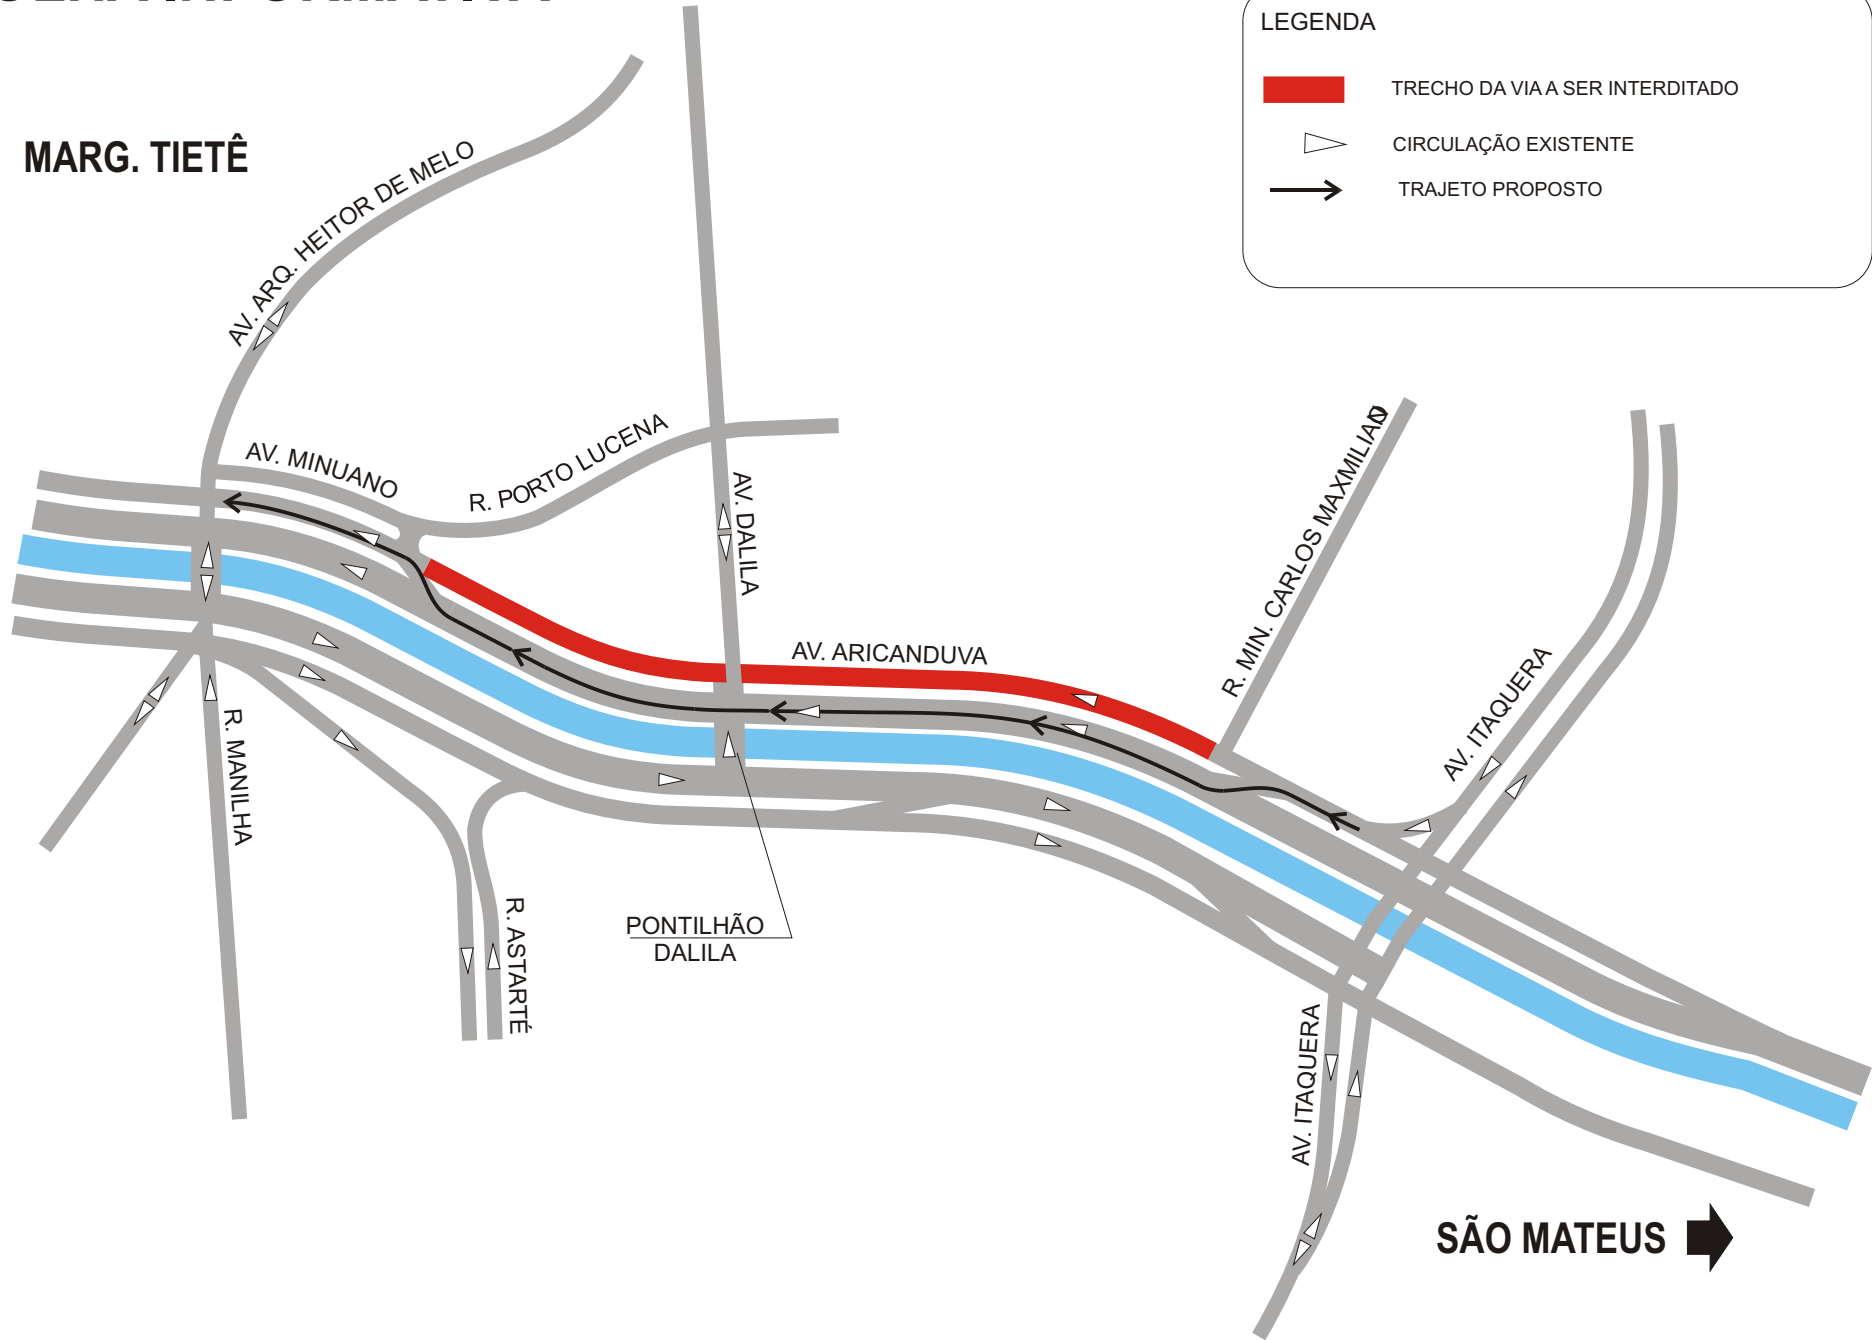 LEGENDA
TRECHO DA VIA A SER INTERDITADO
CIRCULAÇÃO EXISTENTE
TRAJETO PROPOSTO
MARG. TIETÊ
AV. ARQ. HEITOR DE MELO
AV. MINUANO
R. PORTO LUCENA
AV. DALILA
R. MIN. CARLOS MAXMILIANO
AV. ARICANDUVA
AV. ITAQUERA
R. MANILHA
R. ASTARTÉ
PONTILHÃO
DALILA
AV. ITAQUERA
SÃO MATEUS